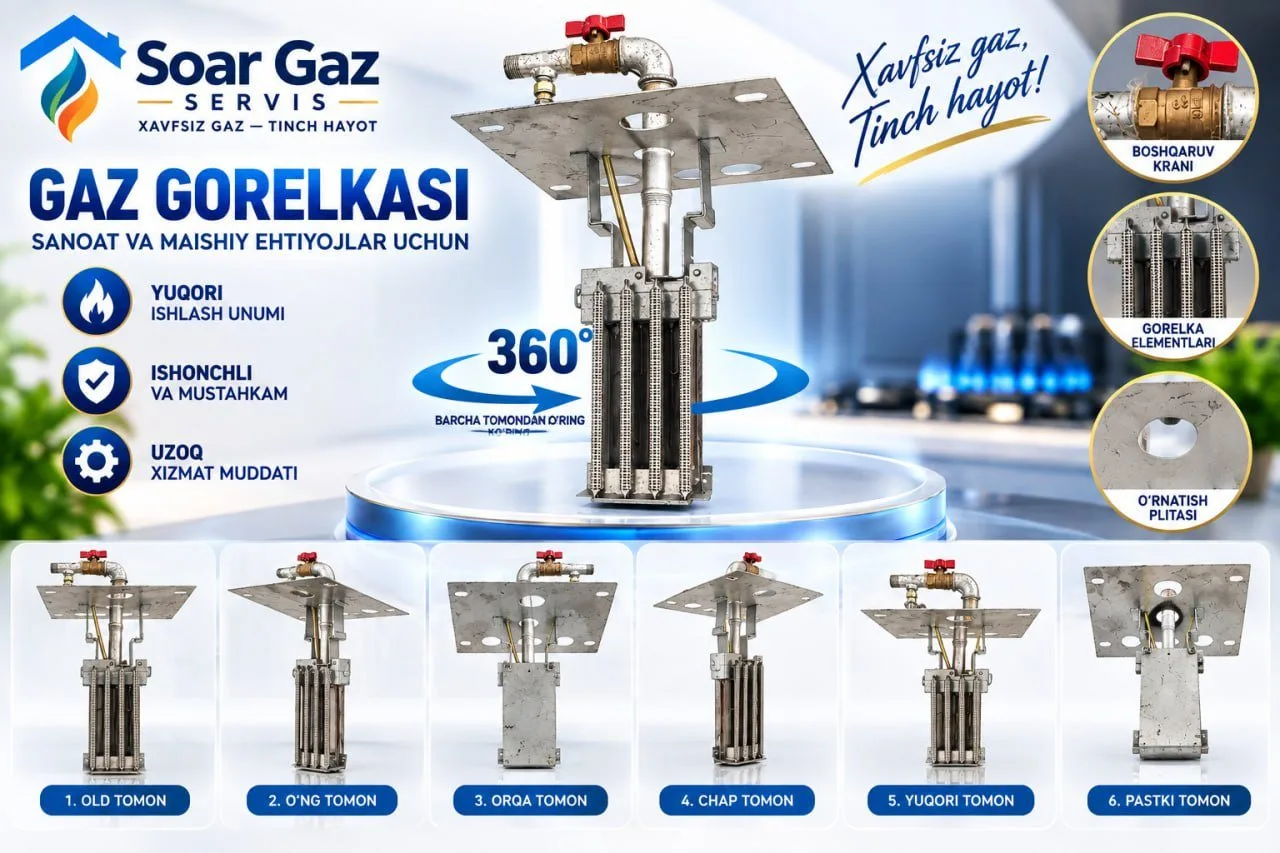 Soar Gaz
SERVIS
XAVFSIZ GAZ — TINCH HAYOT
GAZ GORELKASI
SANOAT VA MAISHIY EHTIYOJLAR UCHUN
YUQORI
ISHLASH UNUMI
ISHONCHLI
VA MUSTAHKAM
UZOQ
XIZMAT MUDDATI
360°
BARCHA TOMONDAN O'RING
Xavfsiz gaz,
Tinch hayot!
BOSHQARUV
KRANI
GORELKA
ELEMENTLARI
O'RNATISH
PLITASI
1. OLD TOMON
2. O'NG TOMON
3. ORQA TOMON
4. CHAP TOMON
5. YUQORI TOMON
6. PASTKI TOMON